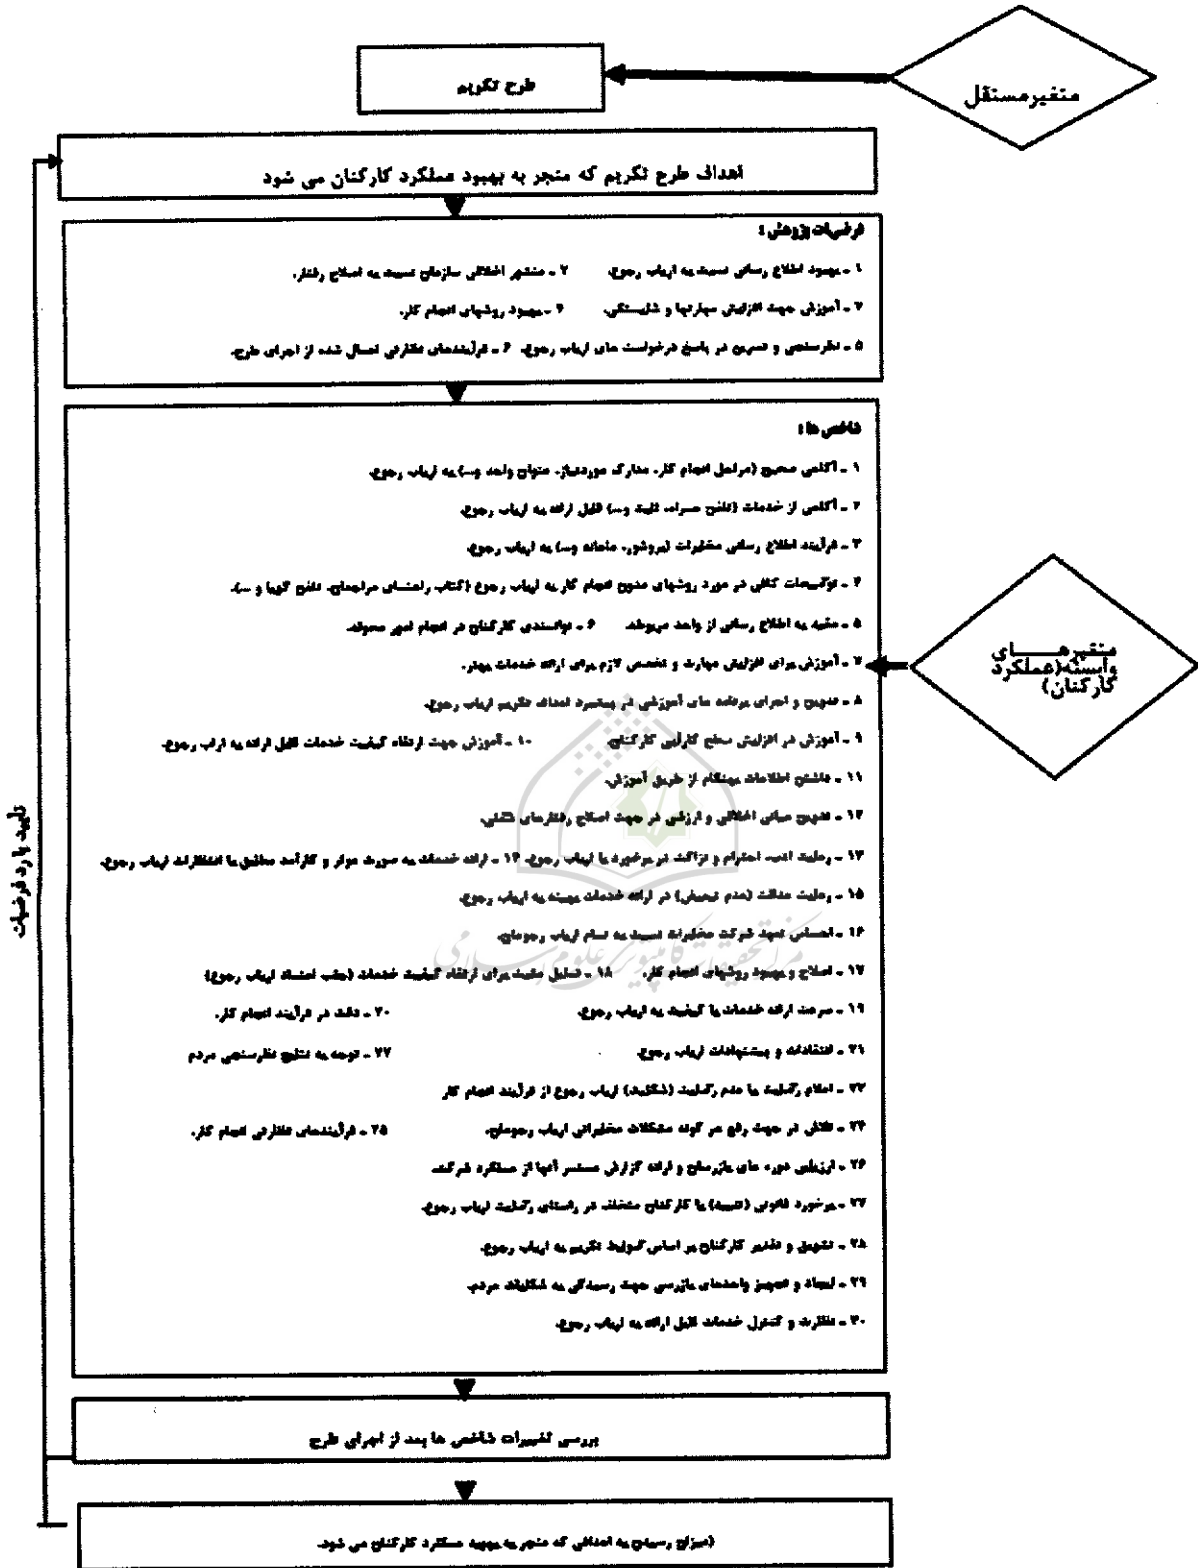 متغیرمستقل
طرح تکریم
اهداف طرح تکریم که منجر به بهبود عملکرد کارکنان می شود
فرضیات پژوهش :
۱ ـ بهبود اطلاع رسانی نسبت به ارباب رجوع. ۲ ـ منشور اخلاقی سازمان نسبت به اصلاح رفتار.
۳ ـ آموزش جهت افزایش مهارتها و شایستگی. ۴ ـ بهبود روشهای انجام کار.
۵ ـ نظرسنجی و تمرین در پاسخ درخواست های ارباب رجوع. ۶ ـ فرآیندهای نظارتی اعمال شده از اجرای طرح.
شاخص ها :
۱ ـ آگاهی صحیح (مراحل انجام کار، مدارک موردنیاز، عنوان واحد و...) به ارباب رجوع.
۲ ـ آگاهی از خدمات (تلفن همراه، ثابت و...) قابل ارائه به ارباب رجوع.
۳ ـ فرآیند اطلاع رسانی مخابرات (بروشور، ماهنامه و...) به ارباب رجوع.
۴ ـ توضیحات کافی در مورد روشهای متنوع انجام کار به ارباب رجوع (کتاب راهنمای مراجعان، تلفن گویا و ...).
۵ ـ مفید به اطلاع رسانی از واحد مربوطه. ۶ ـ توانمندی کارکنان در انجام امور محوله.
۷ ـ آموزش برای افزایش مهارت و تخصص لازم برای ارائه خدمات بهتر.
متغیرهـــــای
وابسته(عملکرد
کارکنان)
۸ ـ تدوین و اجرای برنامه های آموزشی در پیشبرد اهداف تکریم ارباب رجوع.
۹ ـ آموزش در افزایش سطح کارآیی کارکنان. ۱۰ ـ آموزش جهت ارتقاء کیفیت خدمات قابل ارائه به اراب رجوع.
۱۱ ـ داشتن اطلاعات بهنگام از طریق آموزش.
۱۲ ـ تدوین مبانی اخلاقی و ارزشی در جهت اصلاح رفتارهای شغلی.
۱۳ ـ رعایت ادب، احترام و نزاکت در برخورد با ارباب رجوع. ۱۴ ـ ارائه خدمات به صورت موثر و کارآمد مطابق با انتظارات ارباب رجوع.
۱۵ ـ رعایت عدالت (عدم تبعیض) در ارائه خدمات بهینه به ارباب رجوع.
۱۶ ـ احساس تعهد شرکت مخابرات نسبت به تمام ارباب رجوعان.
مرکز تحقیقات کامپیوتری علوم اسلامی
۱۷ ـ اصلاح و بهبود روشهای انجام کار. ۱۸ ـ تعامل مثبت برای ارتقاء کیفیت خدمات (جلب اعتماد ارباب رجوع)
۱۹ ـ سرعت ارائه خدمات با کیفیت به ارباب رجوع. ۲۰ ـ دقت در فرآیند انجام کار.
۲۱ ـ انتقادات و پیشنهادات ارباب رجوع. ۲۲ ـ توجه به نتایج نظرسنجی مردم
۲۳ ـ اعلام رضایت یا عدم رضایت (شکایت) ارباب رجوع از فرآیند انجام کار
۲۴ ـ تلاش در جهت رفع هر گونه مشکلات مخابراتی ارباب رجوعان. ۲۵ ـ فرآیندهای نظارتی انجام کار.
۲۶ ـ ارزیابی دوره های بازرسان و ارائه گزارش مستمر آنها از عملکرد شرکت.
۲۷ ـ برخورد قانونی (تنبیه) با کارکنان متخلف در راستای رضایت ارباب رجوع.
۲۸ ـ تشویق و تقدیر کارکنان بر اساس ضوابط تکریم به ارباب رجوع.
۲۹ ـ ایجاد و تجهیز واحدهای بازرسی جهت رسیدگی به شکایات مردم.
۳۰ ـ نظارت و کنترل خدمات قابل ارائه به ارباب رجوع.
تأیید یا رد فرضیات
بررسی تغییرات شاخص ها بعد از اجرای طرح
(میزان رسیدن به اهدافی که منجر به بهبود عملکرد کارکنان می شود.